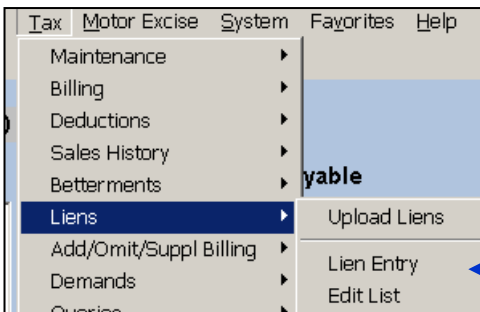 Tax Motor Excise System Favorites Help
Maintenance
Billing
Deductions
Sales History
Betterments
yable
Liens
Upload Liens
Add/Omit/Suppl Billing
Lien Entry
Demands
Edit List
Queries